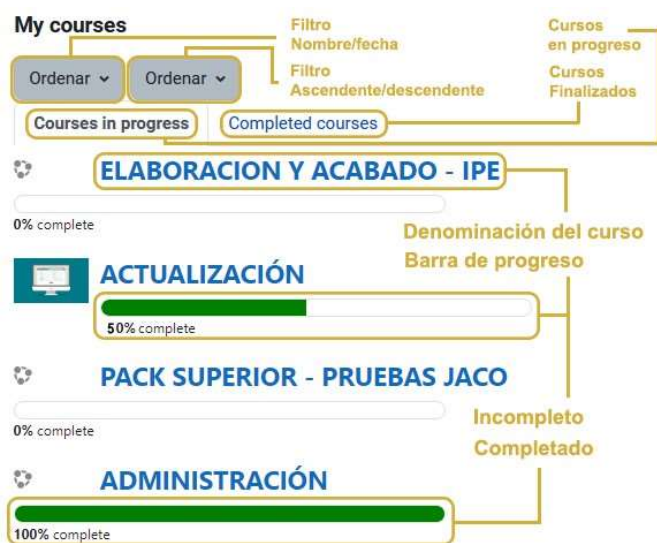 My courses
Filtro
Nombre/fecha
Cursos
en progreso
Ordenar
Ordenar
Filtro
Ascendente/descendente
Cursos
Finalizados
Courses in progress
Completed courses
ELABORACION Y ACABADO - IPE
0% complete
Denominación del curso
Barra de progreso
ACTUALIZACIÓN
50% complete
PACK SUPERIOR - PRUEBAS JACO
0% complete
Incompleto
Completado
ADMINISTRACIÓN
100% complete